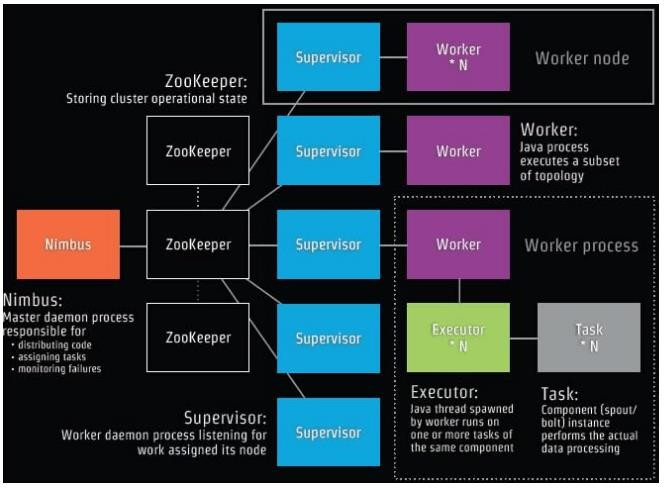 Supervisor
Worker
* N
Worker node
ZooKeeper:
Storing cluster operational state
ZooKeeper
Supervisor
Worker
Worker:
Java process
executes a subset
of topology
Nimbus
ZooKeeper
Supervisor
Worker
Worker process
Nimbus:
Master daemon process
responsible for
• distributing code
• assigning tasks
• monitoring failures
ZooKeeper
Supervisor
Executor
* N
Task
* N
Executor:
Java thread spawned
by worker runs on
one or more tasks of
the same component
Task:
Component (spout/
bolt) instance
performs the actual
data processing
Supervisor:
Worker daemon process listening for
work assigned its node
Supervisor